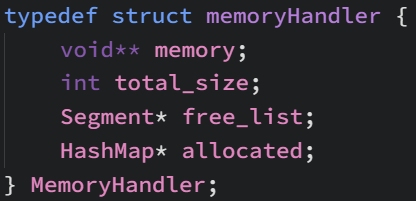 typedef struct memoryHandler {
    void** memory;
    int total_size;
    Segment* free_list;
    HashMap* allocated;
} MemoryHandler;